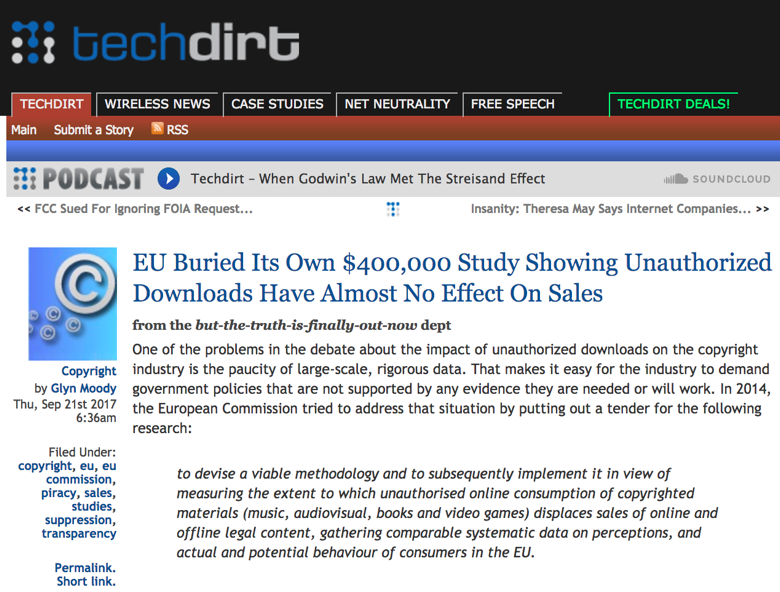 techdirt
TECHDIRT
WIRELESS NEWS
CASE STUDIES
NET NEUTRALITY
FREE SPEECH
TECHDIRT DEALS!
Main
Submit a Story
RSS
PODCAST
Techdirt – When Godwin's Law Met The Streisand Effect
SOUNDCLOUD
<< FCC Sued For Ignoring FOIA Request...
Insanity: Theresa May Says Internet Companies... >>
©
EU Buried Its Own $400,000 Study Showing Unauthorized
Downloads Have Almost No Effect On Sales
from the but-the-truth-is-finally-out-now dept
Copyright
by Glyn Moody
Thu, Sep 21st 2017
6:36am
Filed Under:
copyright, eu, eu
commission,
piracy, sales,
studies,
suppression,
transparency
Permalink.
Short link.
One of the problems in the debate about the impact of unauthorized downloads on the copyright
industry is the paucity of large-scale, rigorous data. That makes it easy for the industry to demand
government policies that are not supported by any evidence they are needed or will work. In 2014,
the European Commission tried to address that situation by putting out a tender for the following
research:
to devise a viable methodology and to subsequently implement it in view of
measuring the extent to which unauthorised online consumption of copyrighted
materials (music, audiovisual, books and video games) displaces sales of online and
offline legal content, gathering comparable systematic data on perceptions, and
actual and potential behaviour of consumers in the EU.